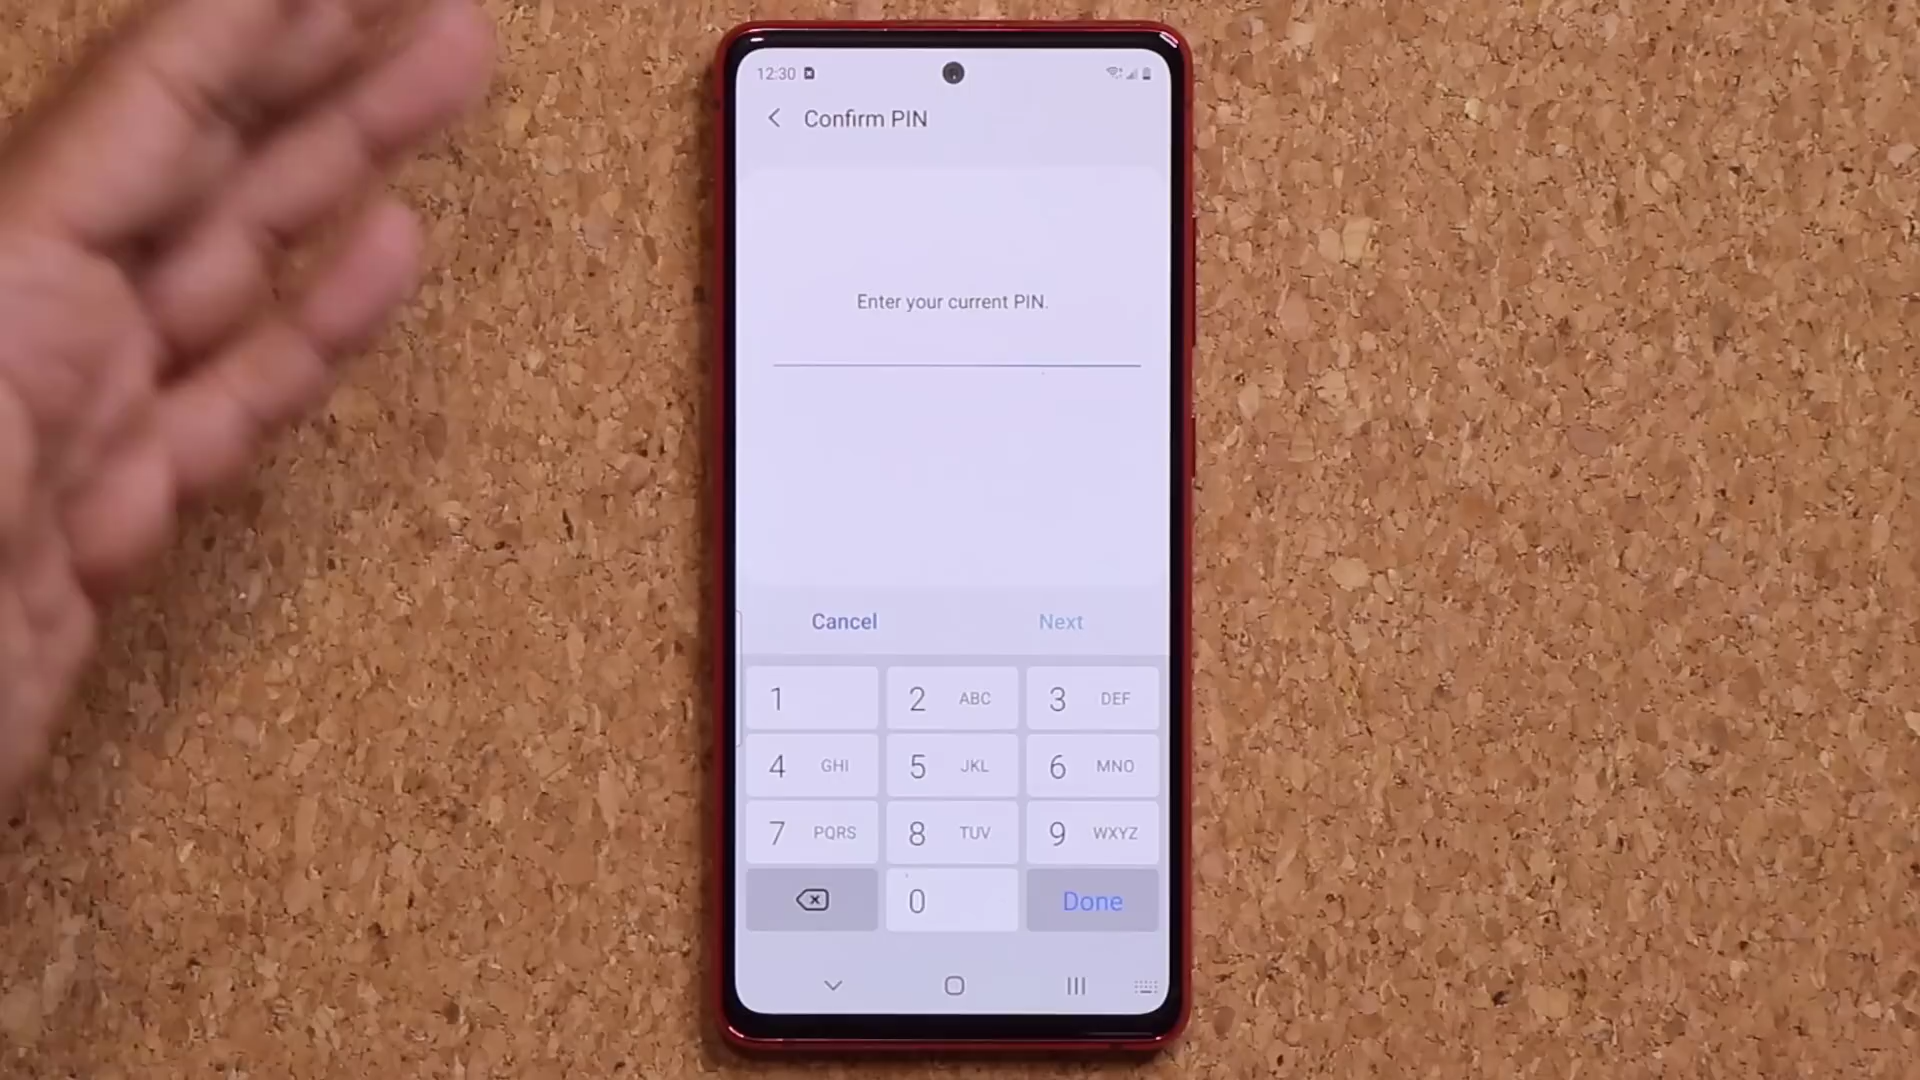 12:30
Confirm PIN
Enter your current PIN.
Cancel Next
1 2 ABC 3 DEF
4 GHI 5 JKL 6 MNO
7 PQRS 8 TUV 9 WXYZ
0 Done